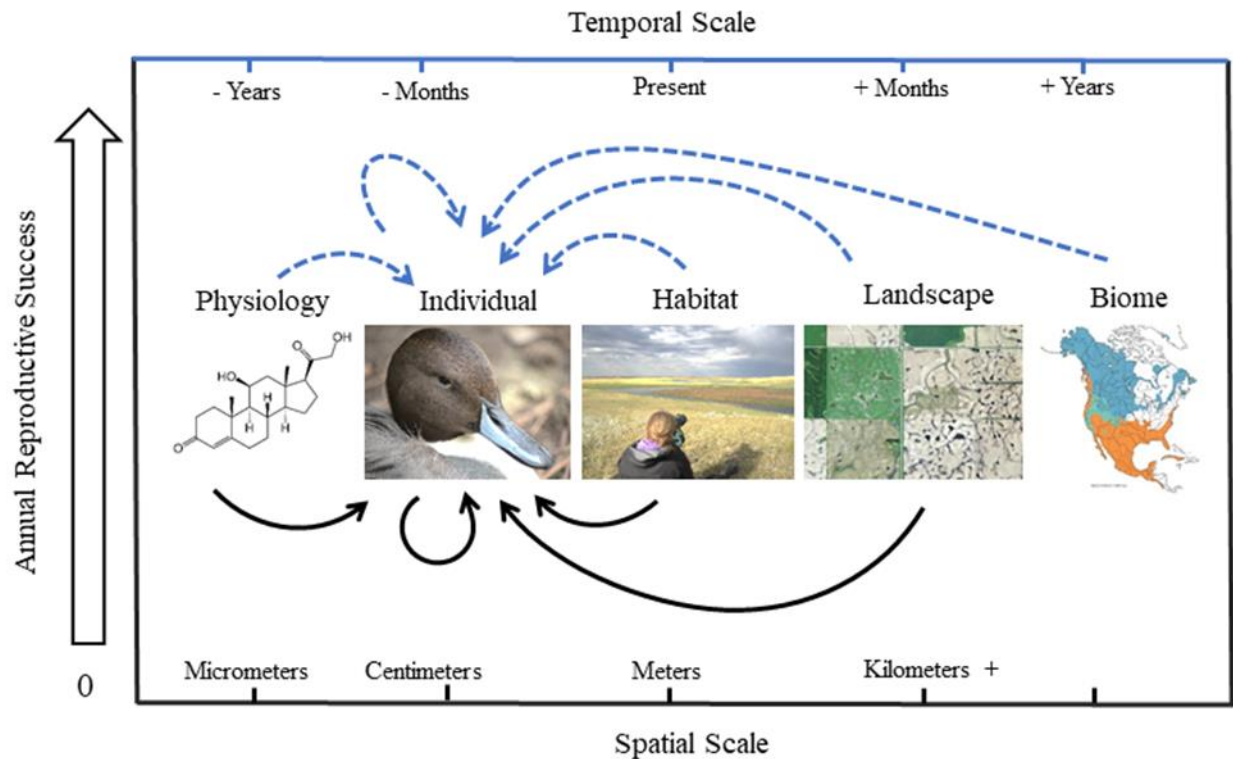 Temporal Scale
- Years
- Months
Present
+ Months
+ Years
Annual Reproductive Success
0
Physiology
Individual
Habitat
Landscape
Biome
OH
O
HO
H
H
H
O
Micrometers
Centimeters
Meters
Kilometers +
Spatial Scale